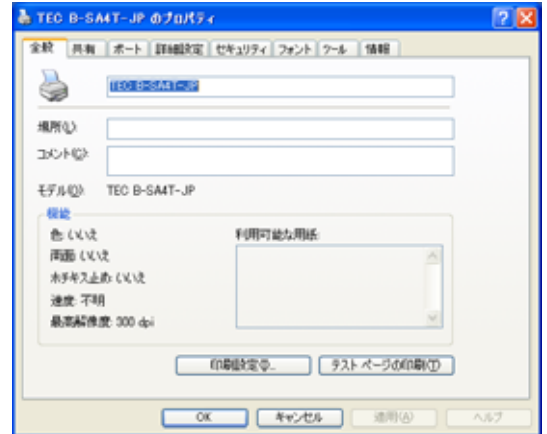 TEC B-SA4T-JP のプロパティ
全般 共有 ポート 詳細設定 セキュリティ フォント ツール 情報
TEC B-SA4T-JP
場所(L):
コメント(C):
モデル(O): TEC B-SA4T-JP
機能
色: いいえ 利用可能な用紙:
両面: いいえ
ホチキス止め: いいえ
速度: 不明
最高解像度: 300 dpi
印刷設定(I)... テスト ページの印刷(T)
OK キャンセル 適用(A) ヘルプ